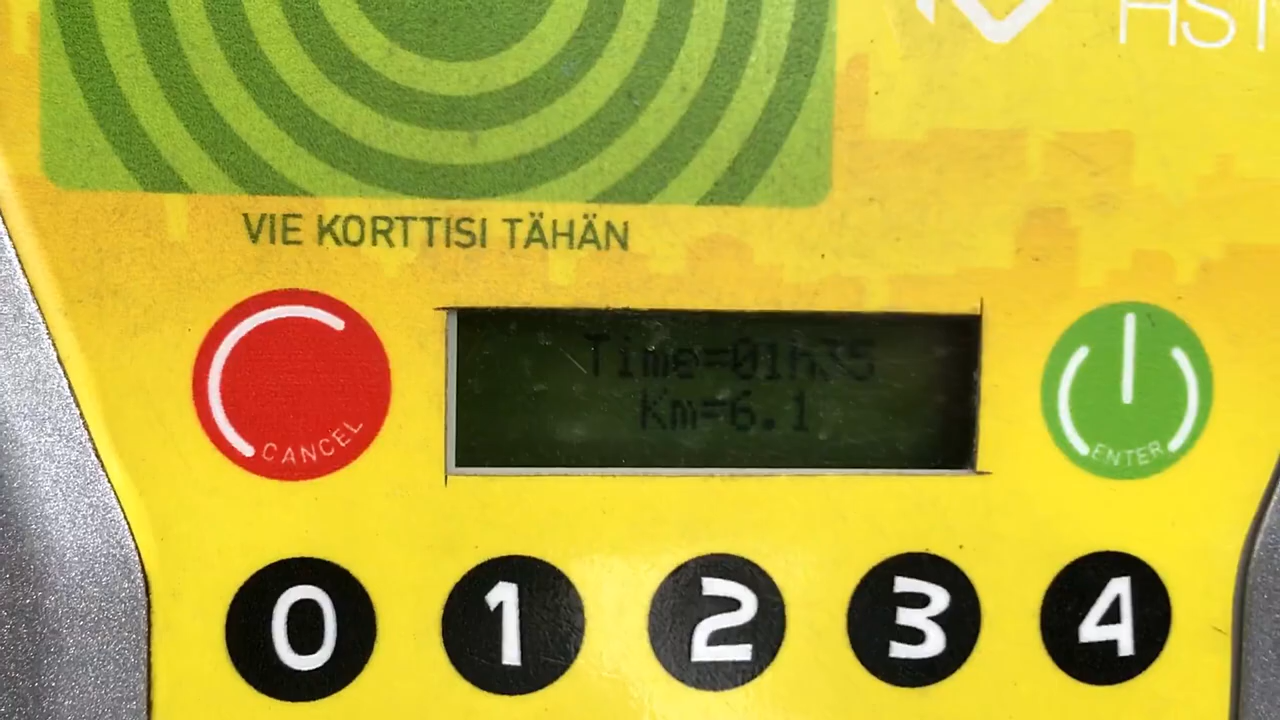 VIE KORTTISI TÄHÄN
CANCEL
Time=01h35
Km=6.1
ENTER
0 1 2 3 4